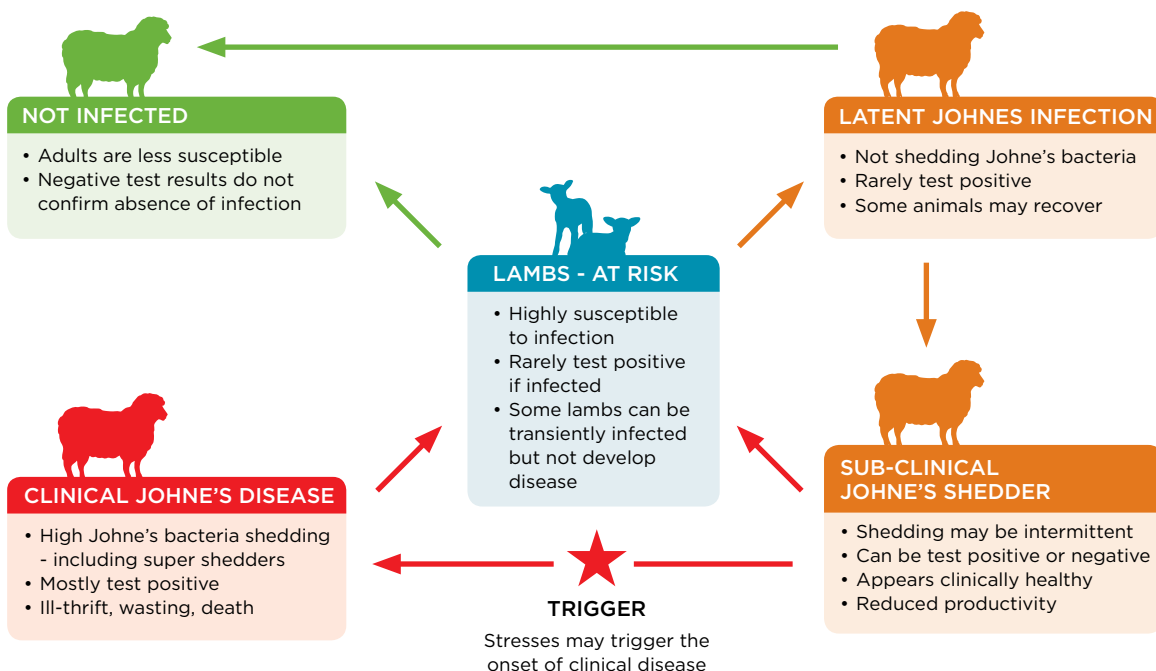 NOT INFECTED
• Adults are less susceptible
• Negative test results do not
confirm absence of infection
LATENT JOHNES INFECTION
• Not shedding Johne’s bacteria
• Rarely test positive
• Some animals may recover
LAMBS - AT RISK
• Highly susceptible
to infection
• Rarely test positive
if infected
• Some lambs can be
transiently infected
but not develop
disease
CLINICAL JOHNE’S DISEASE
• High Johne’s bacteria shedding
- including super shedders
• Mostly test positive
• Ill-thrift, wasting, death
SUB-CLINICAL
JOHNE’S SHEDDER
• Shedding may be intermittent
• Can be test positive or negative
• Appears clinically healthy
• Reduced productivity
TRIGGER
Stresses may trigger the
onset of clinical disease